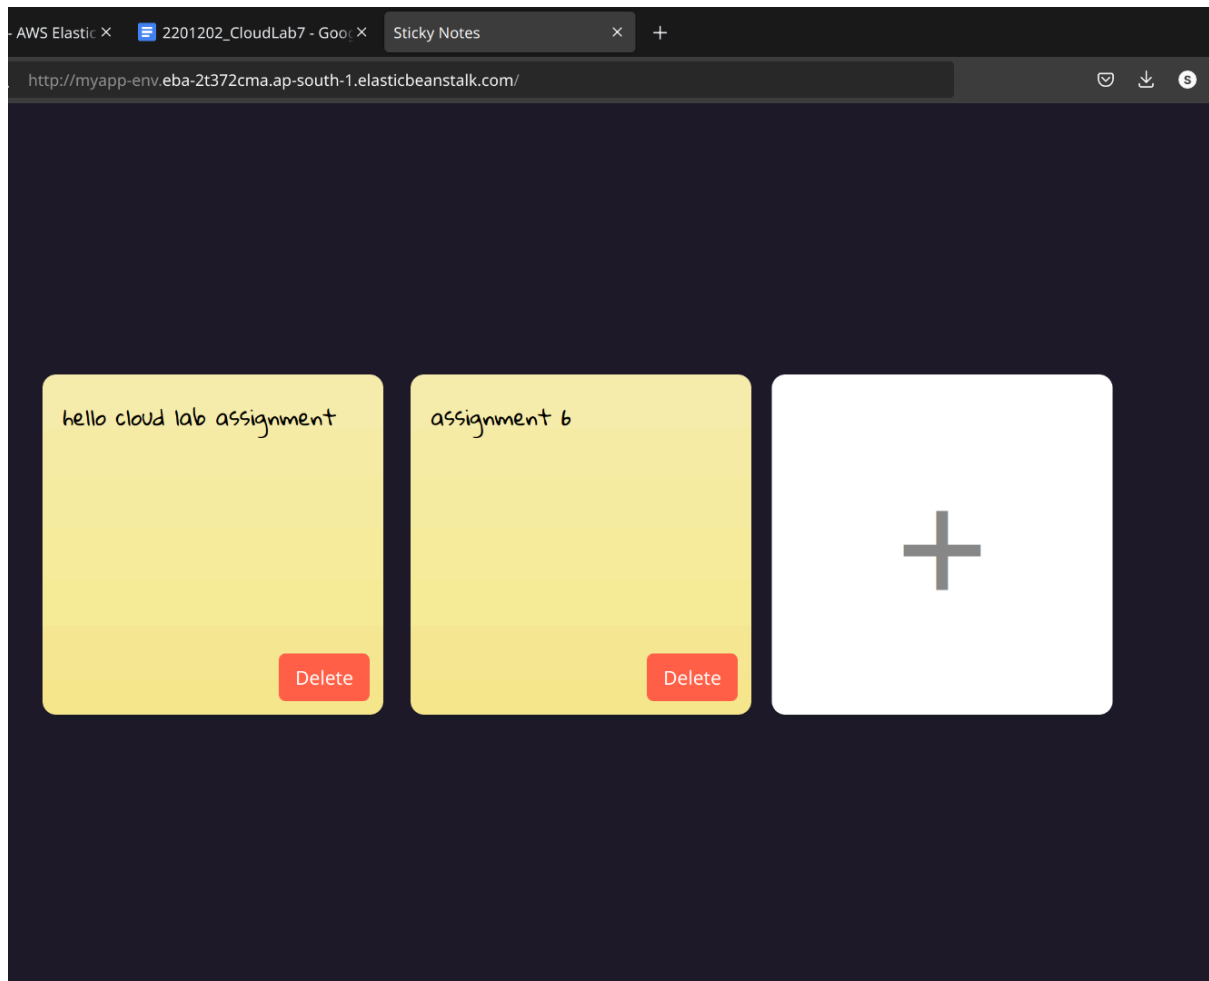 - AWS Elastic
2201202_CloudLab7 - Goog
Sticky Notes
http://myapp-env.eba-2t372cma.ap-south-1.elasticbeanstalk.com/
S
hello cloud lab assignment
assignment 6
Delete
Delete